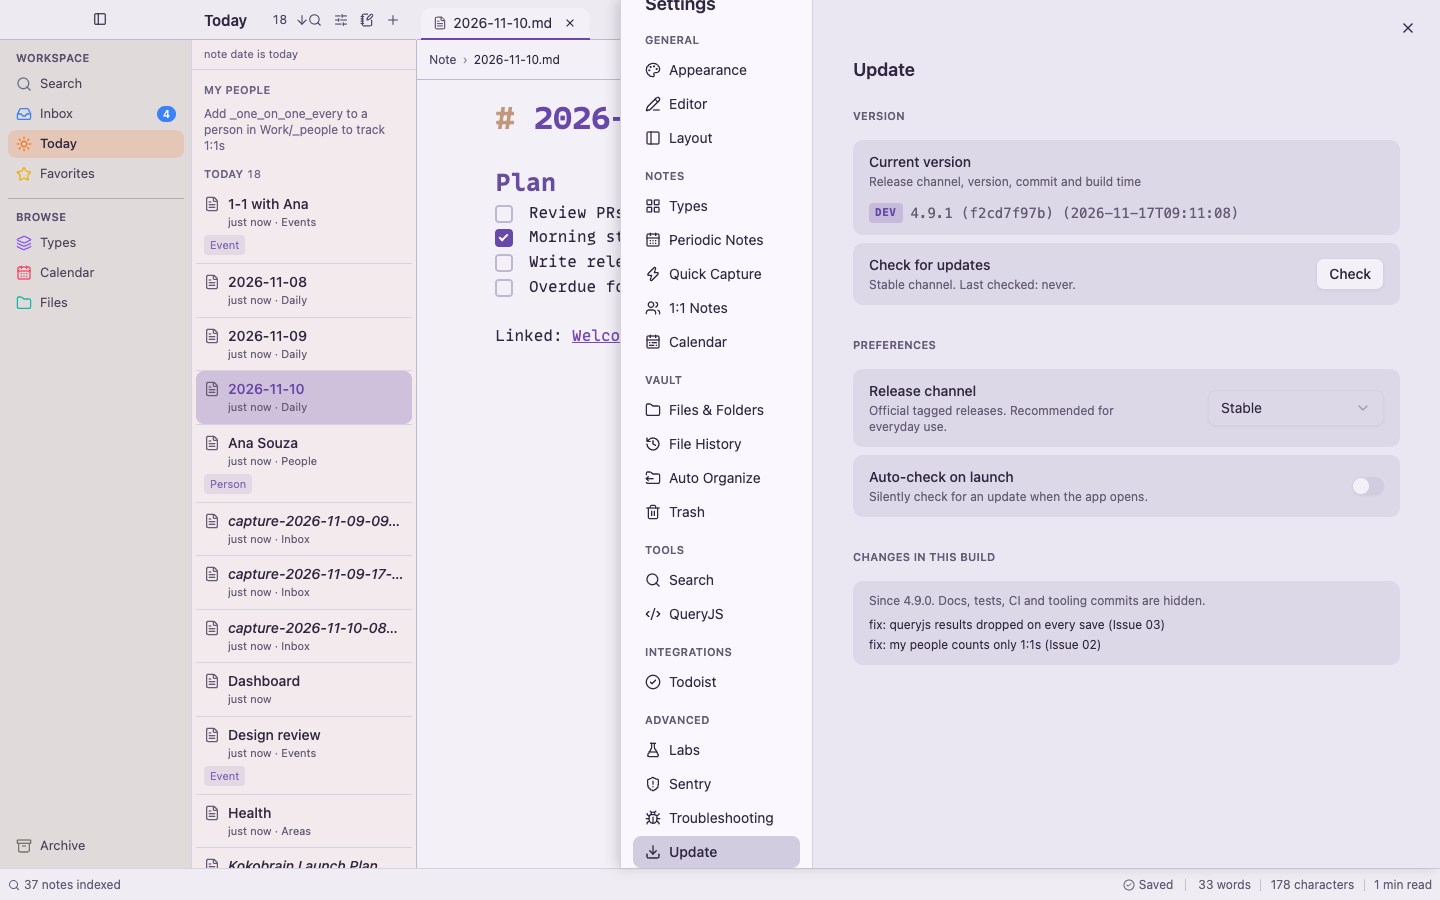 WORKSPACE
Search
Inbox
4
Today
Favorites
BROWSE
Types
Calendar
Files
Archive
Today
18
note date is today
MY PEOPLE
Add _one_on_one_every to a
person in Work/_people to track
1:1s
TODAY 18
1-1 with Ana
just now · Events
Event
2026-11-08
just now · Daily
2026-11-09
just now · Daily
2026-11-10
just now · Daily
Ana Souza
just now · People
Person
capture-2026-11-09-09...
just now · Inbox
capture-2026-11-09-17-...
just now · Inbox
capture-2026-11-10-08...
just now · Inbox
Dashboard
just now
Design review
just now · Events
Event
Health
just now · Areas
Kokobrain Launch Plan
2026-11-10.md
Note › 2026-11-10.md
# 2026-
Plan
Review PRs
Morning st
Write rele
Overdue fo
Linked: Welco
Settings
GENERAL
Appearance
Editor
Layout
NOTES
Types
Periodic Notes
Quick Capture
1:1 Notes
Calendar
VAULT
Files & Folders
File History
Auto Organize
Trash
TOOLS
Search
QueryJS
INTEGRATIONS
Todoist
ADVANCED
Labs
Sentry
Troubleshooting
Update
Update
VERSION
Current version
Release channel, version, commit and build time
DEV 4.9.1 (f2cd7f97b) (2026-11-17T09:11:08)
Check for updates
Stable channel. Last checked: never.
Check
PREFERENCES
Release channel
Official tagged releases. Recommended for
everyday use.
Stable
Auto-check on launch
Silently check for an update when the app opens.
CHANGES IN THIS BUILD
Since 4.9.0. Docs, tests, CI and tooling commits are hidden.
fix: queryjs results dropped on every save (Issue 03)
fix: my people counts only 1:1s (Issue 02)
37 notes indexed
Saved
33 words
178 characters
1 min read